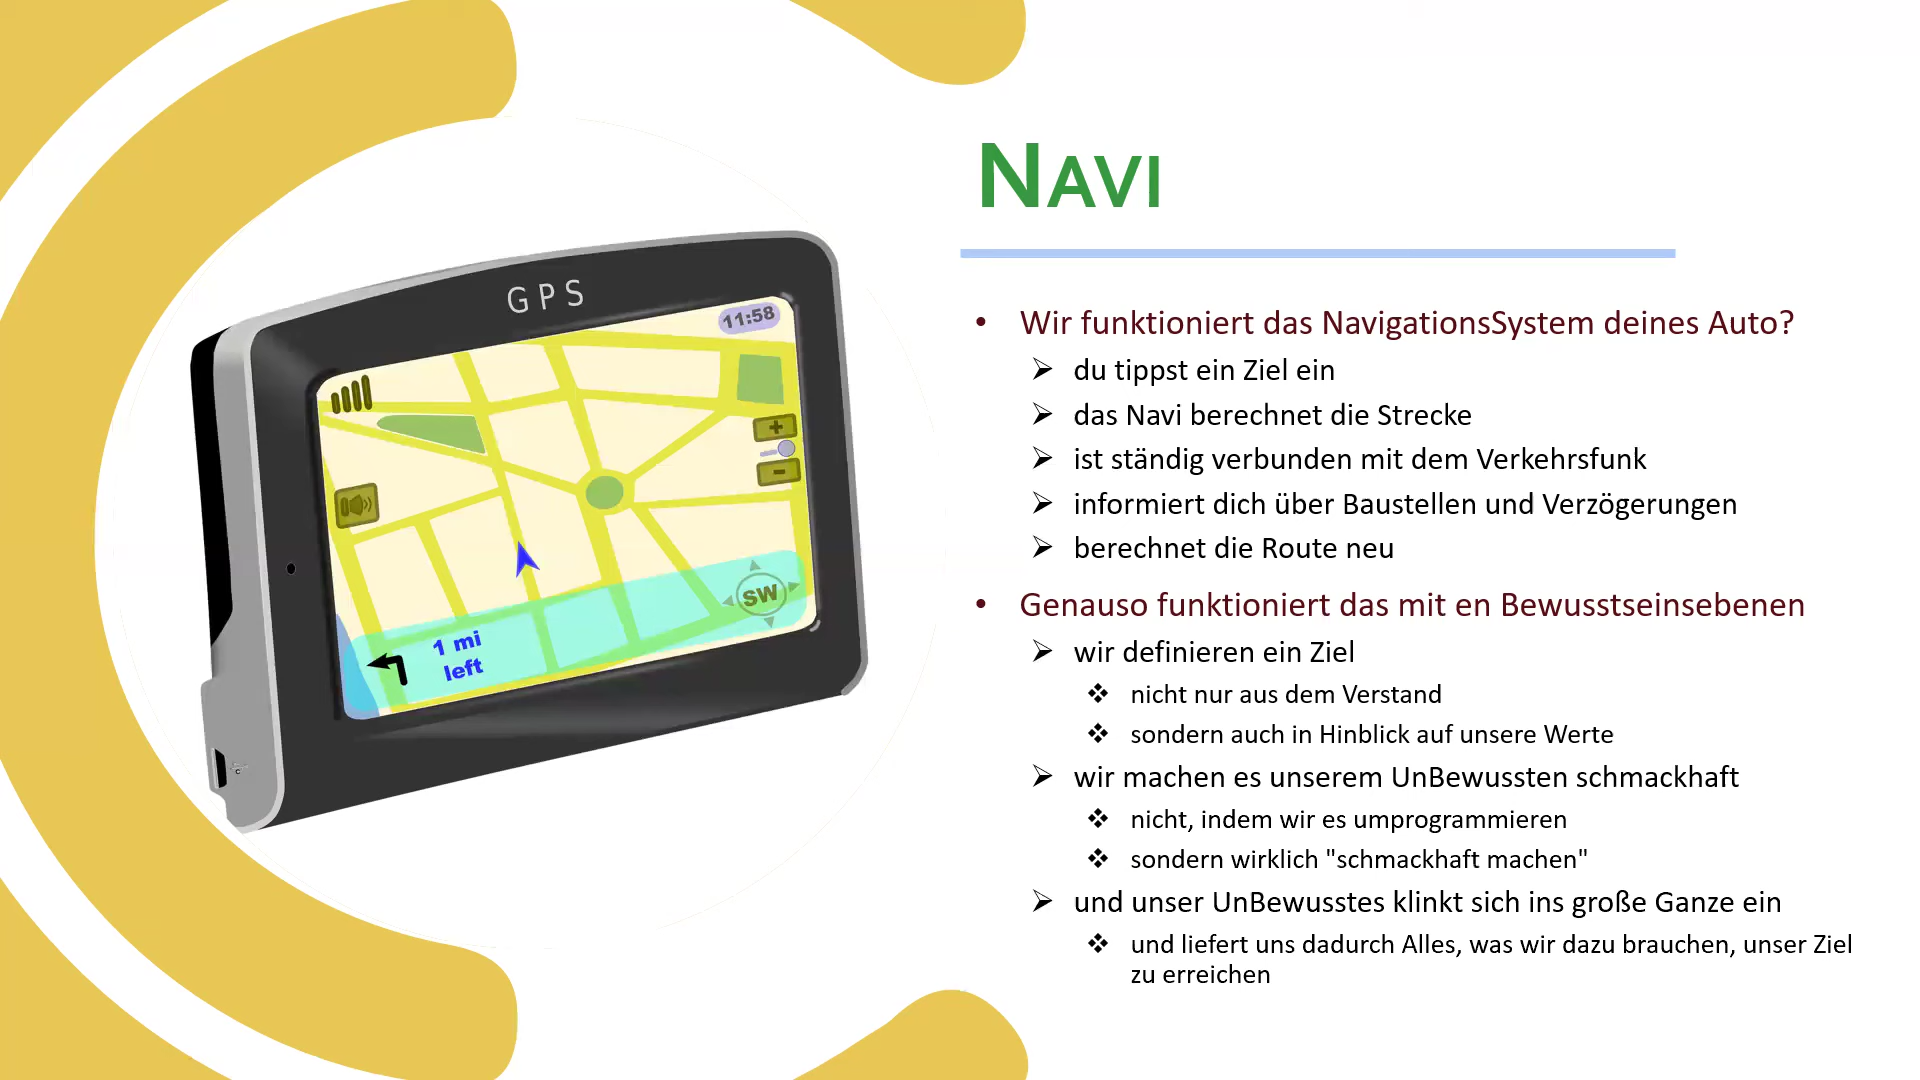 GPS
11:58
+
-
SW
1 mi
left
NAVI
• Wir funktioniert das NavigationsSystem deines Auto?
➢ du tippst ein Ziel ein
➢ das Navi berechnet die Strecke
➢ ist ständig verbunden mit dem Verkehrsfunk
➢ informiert dich über Baustellen und Verzögerungen
➢ berechnet die Route neu
• Genauso funktioniert das mit en Bewusstseinsebenen
➢ wir definieren ein Ziel
❖ nicht nur aus dem Verstand
❖ sondern auch in Hinblick auf unsere Werte
➢ wir machen es unserem UnBewussten schmackhaft
❖ nicht, indem wir es umprogrammieren
❖ sondern wirklich "schmackhaft machen"
➢ und unser UnBewusstes klinkt sich ins große Ganze ein
❖ und liefert uns dadurch Alles, was wir dazu brauchen, unser Ziel
zu erreichen